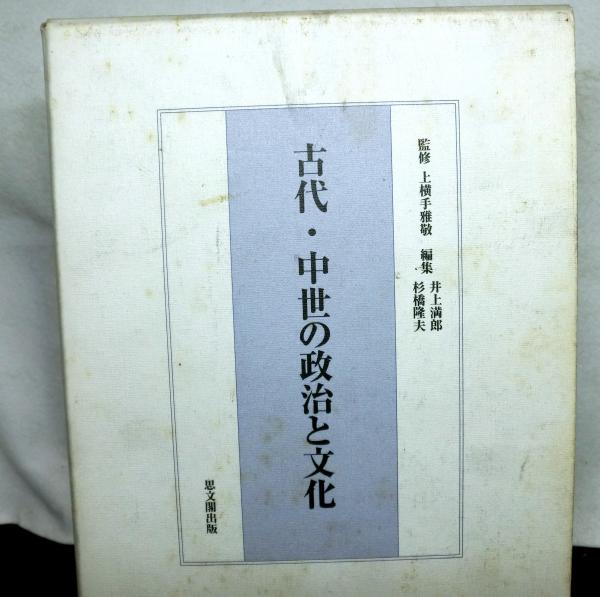 監修 上横手雅敬 編集 井上満郎
杉橋隆夫
古代・中世の政治と文化
思文閣出版